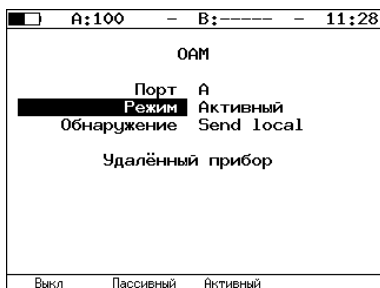 A:100 – B:----- – 11:28
OAM
Порт A
Режим Активный
Обнаружение Send local
Удалённый прибор
Выкл Пассивный Активный